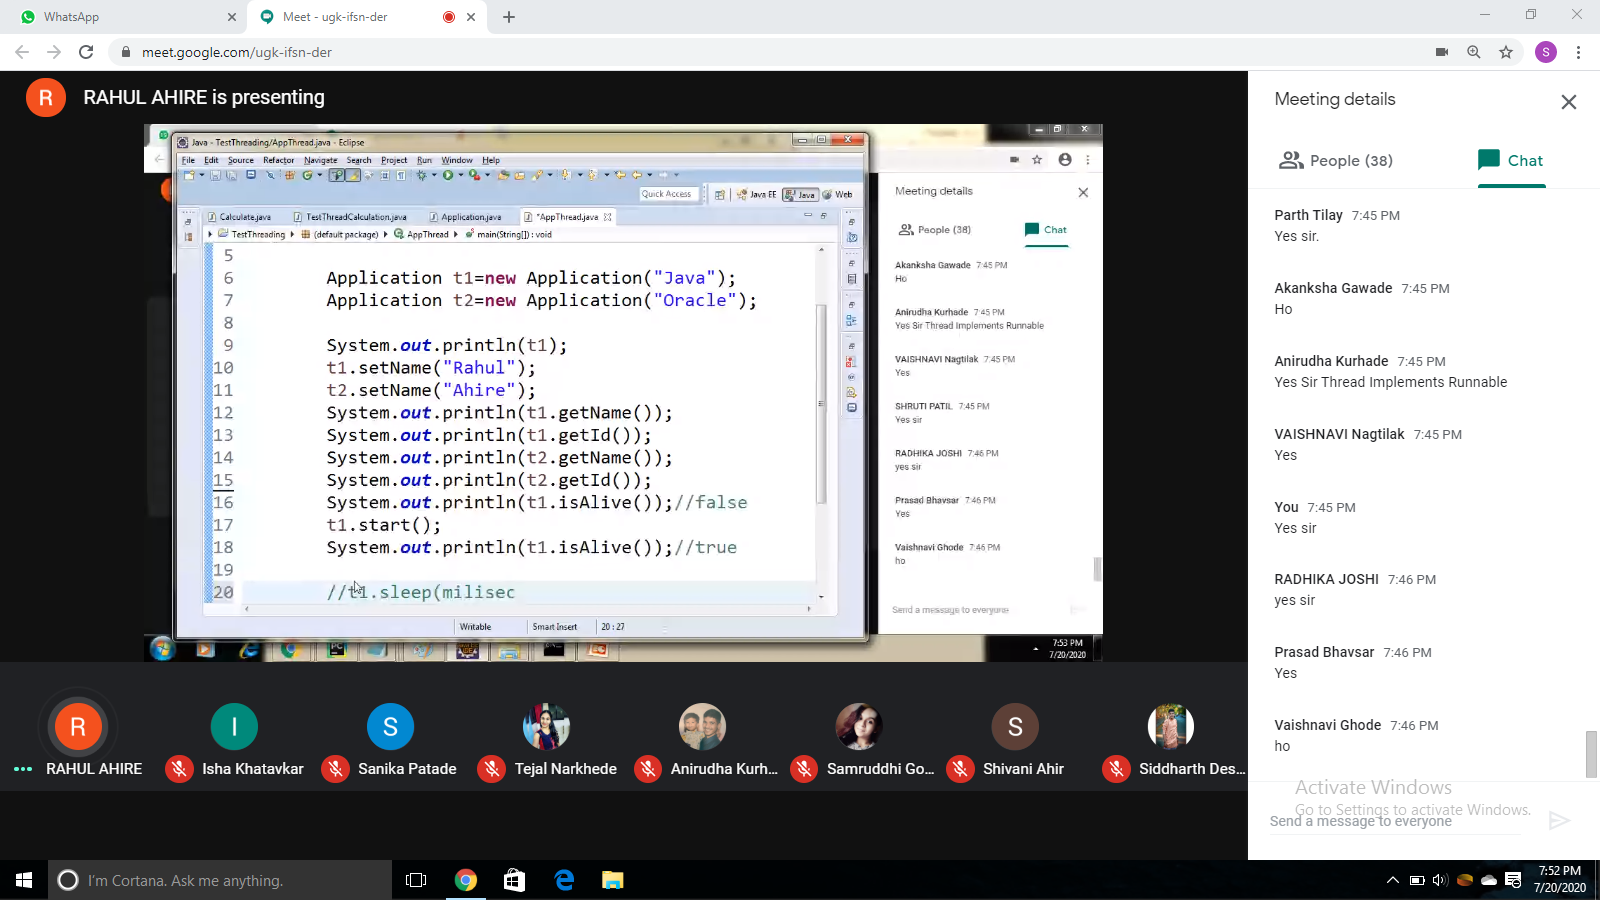 WhatsApp
Meet - ugk-ifsn-der
meet.google.com/ugk-ifsn-der
S
R
RAHUL AHIRE is presenting
Java - TestThreading/AppThread.java - Eclipse
File Edit Source Refactor Navigate Search Project Run Window Help
Quick Access
Java EE
Java
Web
Calculate.java
TestThreadCalculation.java
Application.java
*AppThread.java
TestThreading
(default package)
AppThread
main(String[]) : void
5
6 Application t1=new Application("Java");
7 Application t2=new Application("Oracle");
8
9 System.out.println(t1);
10 t1.setName("Rahul");
11 t2.setName("Ahire");
12 System.out.println(t1.getName());
13 System.out.println(t1.getId());
14 System.out.println(t2.getName());
15 System.out.println(t2.getId());
16 System.out.println(t1.isAlive());//false
17 t1.start();
18 System.out.println(t1.isAlive());//true
19
20 //t1.sleep(milisec
Writable
Smart Insert
20 : 27
Meeting details
People (38)
Chat
Akanksha Gawade 7:45 PM
Ho
Anirudha Kurhade 7:45 PM
Yes Sir Thread Implements Runnable
VAISHNAVI Nagtilak 7:45 PM
Yes
SHRUTI PATIL 7:45 PM
Yes sir
RADHIKA JOSHI 7:46 PM
yes sir
Prasad Bhavsar 7:46 PM
Yes
Vaishnavi Ghode 7:46 PM
ho
Send a message to everyone
7:53 PM
7/20/2020
R
RAHUL AHIRE
I
Isha Khatavkar
S
Sanika Patade
Tejal Narkhede
Anirudha Kurh...
Samruddhi Go...
S
Shivani Ahir
Siddharth Des...
Meeting details
People (38)
Chat
Parth Tilay 7:45 PM
Yes sir.
Akanksha Gawade 7:45 PM
Ho
Anirudha Kurhade 7:45 PM
Yes Sir Thread Implements Runnable
VAISHNAVI Nagtilak 7:45 PM
Yes
You 7:45 PM
Yes sir
RADHIKA JOSHI 7:46 PM
yes sir
Prasad Bhavsar 7:46 PM
Yes
Vaishnavi Ghode 7:46 PM
ho
Activate Windows
Go to Settings to activate Windows.
Send a message to everyone
I'm Cortana. Ask me anything.
7:52 PM
7/20/2020